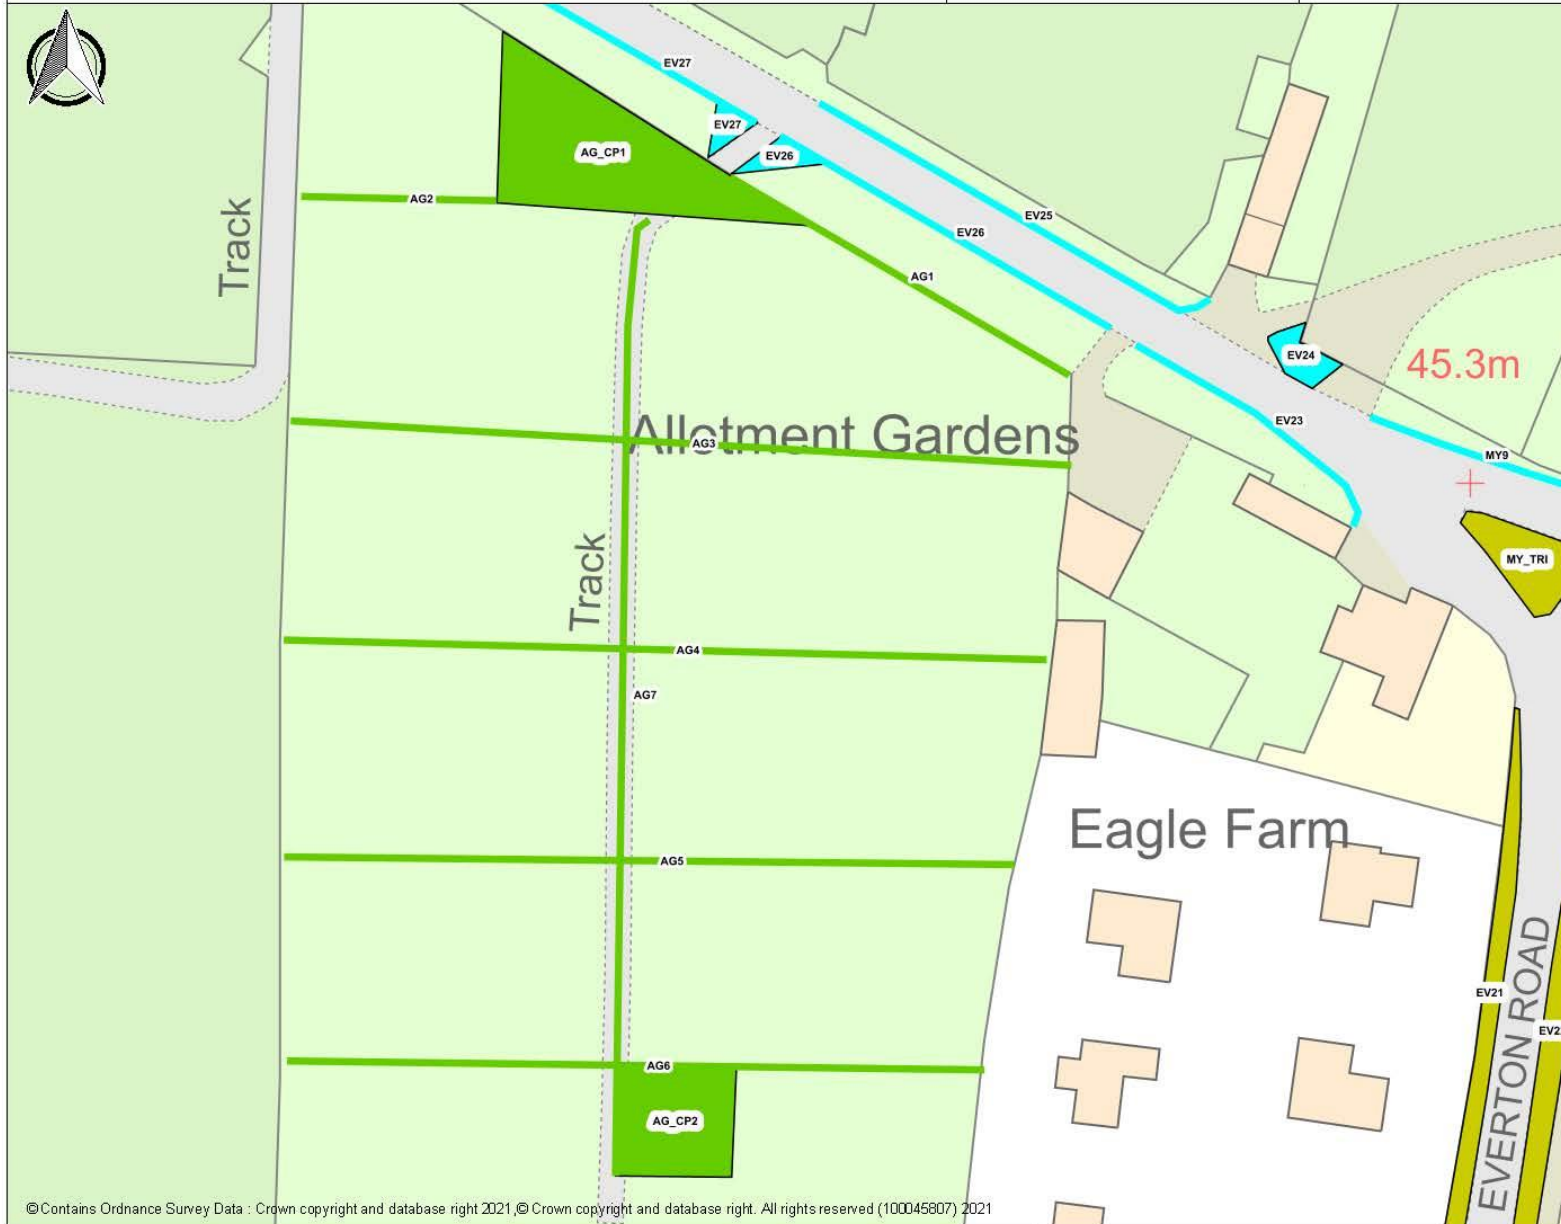 EV27
EV27
AG_CP1
EV26
AG2
EV25
EV26
Track
AG1
EV24
45.3m
EV23
Allotment Gardens
AG3
MY9
Track
MY_TRI
AG4
AG7
Eagle Farm
AG5
EV21
EV2
EVERTON ROAD
AG6
AG_CP2
©Contains Ordnance Survey Data : Crown copyright and database right 2021,© Crown copyright and database right. All rights reserved (100045807) 2021